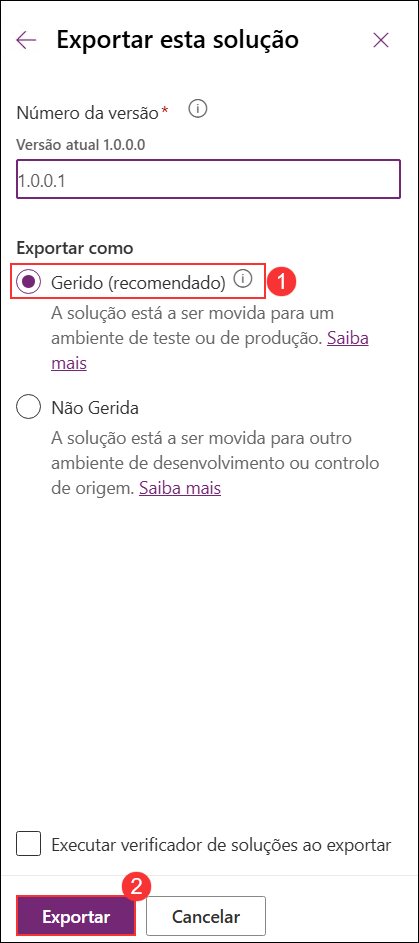 Exportar esta solução
Número da versão*
Versão atual 1.0.0.0
1.0.0.1
Exportar como
Gerido (recomendado) 1
A solução está a ser movida para um
ambiente de teste ou de produção. Saiba
mais
Não Gerida
A solução está a ser movida para outro
ambiente de desenvolvimento ou controlo
de origem. Saiba mais
Executar verificador de soluções ao exportar
2
Exportar Cancelar